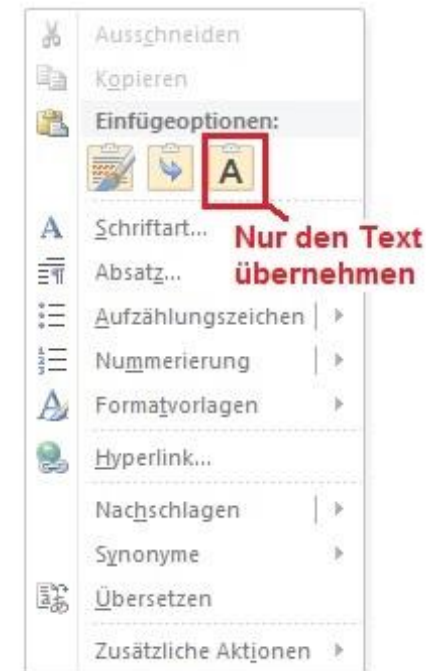 Ausschneiden
Kopieren
Einfügeoptionen:
A
Schriftart...
Nur den Text
übernehmen
Absatz...
Aufzählungszeichen
Nummerierung
Formatvorlagen
Hyperlink...
Nachschlagen
Synonyme
Übersetzen
Zusätzliche Aktionen